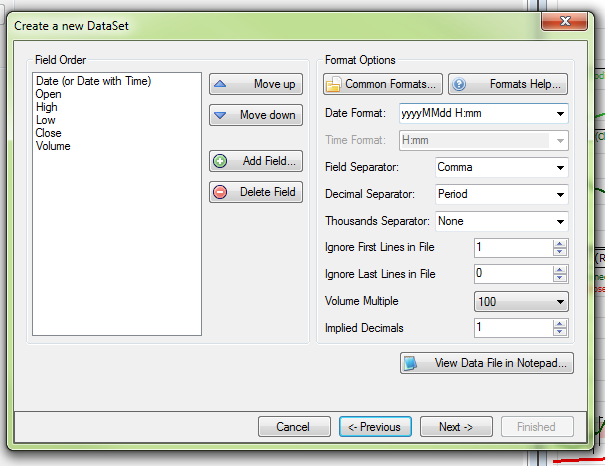 Create a new DataSet
Field Order
Date (or Date with Time)
Open
High
Low
Close
Volume
Move up
Move down
Add Field...
Delete Field
Format Options
Common Formats...
Formats Help...
Date Format: yyyyMMdd H:mm
Time Format: H:mm
Field Separator: Comma
Decimal Separator: Period
Thousands Separator: None
Ignore First Lines in File 1
Ignore Last Lines in File 0
Volume Multiple 100
Implied Decimals 1
View Data File in Notepad...
Cancel
<- Previous
Next ->
Finished